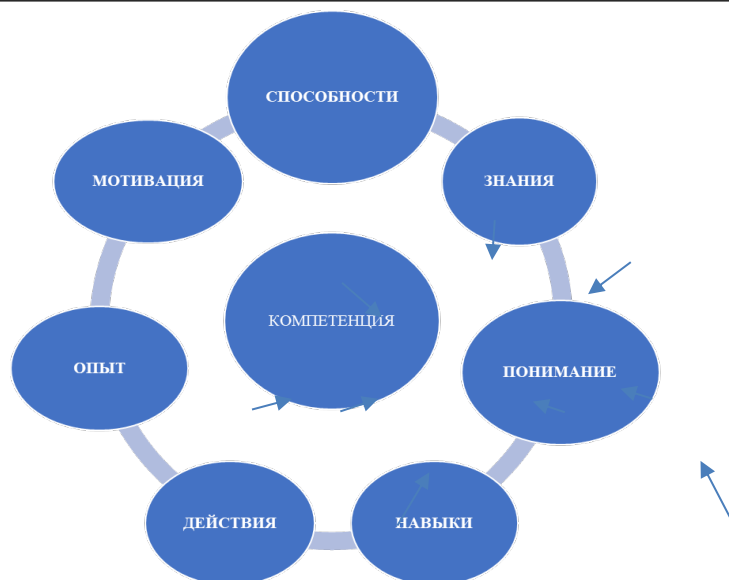 СПОСОБНОСТИ
ЗНАНИЯ
ПОНИМАНИЕ
НАВЫКИ
ДЕЙСТВИЯ
ОПЫТ
МОТИВАЦИЯ
КОМПЕТЕНЦИЯ